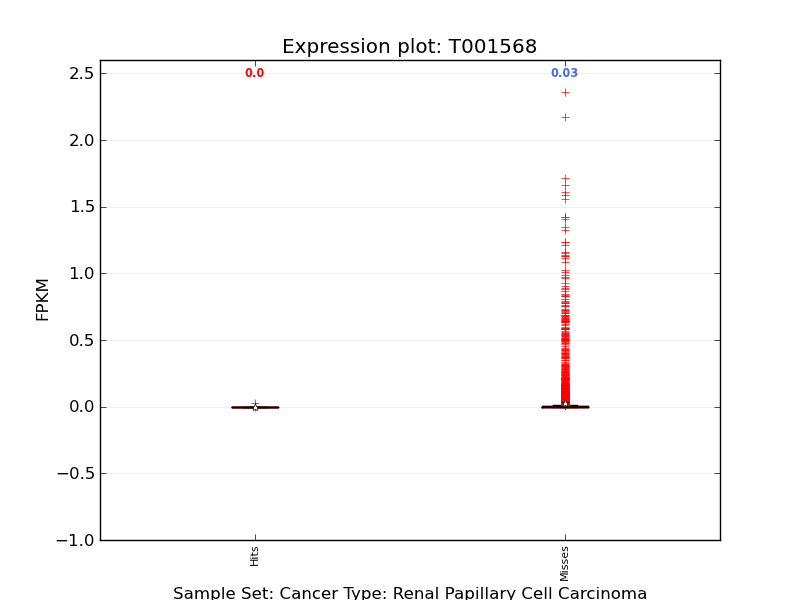 Expression plot: T001568
0.0
0.03
2.5
2.0
1.5
1.0
0.5
0.0
−0.5
−1.0
FPKM
Hits
Misses
Sample Set: Cancer Type: Renal Papillary Cell Carcinoma